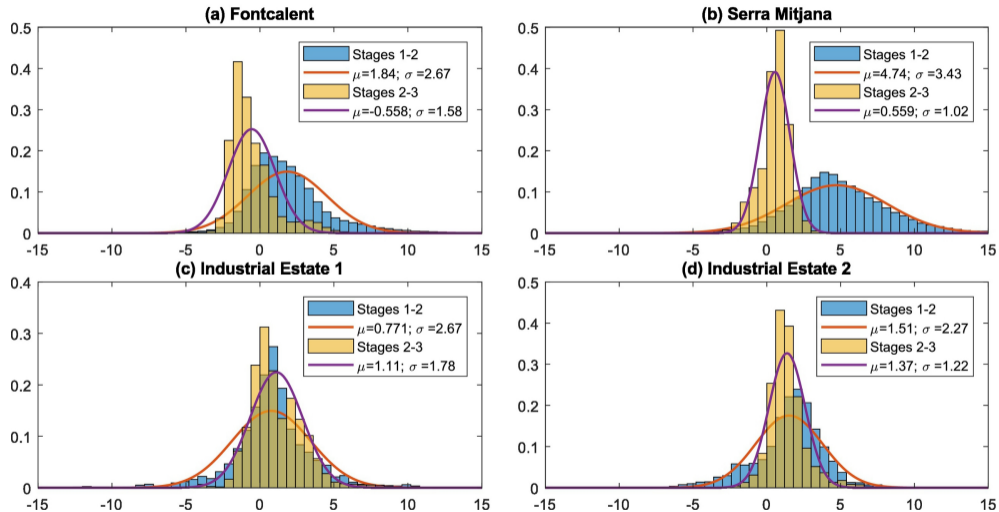 (a) Fontcalent
0.5
0.4
0.3
0.2
0.1
0
-15 -10 -5 0 5 10 15
Stages 1-2
μ=1.84; σ =2.67
Stages 2-3
μ=-0.558; σ =1.58
(b) Serra Mitjana
0.5
0.4
0.3
0.2
0.1
0
-15 -10 -5 0 5 10 15
Stages 1-2
μ=4.74; σ =3.43
Stages 2-3
μ=0.559; σ =1.02
(c) Industrial Estate 1
0.4
0.3
0.2
0.1
0
-15 -10 -5 0 5 10 15
Stages 1-2
μ=0.771; σ =2.67
Stages 2-3
μ=1.11; σ =1.78
(d) Industrial Estate 2
0.5
0.4
0.3
0.2
0.1
0
-15 -10 -5 0 5 10 15
Stages 1-2
μ=1.51; σ =2.27
Stages 2-3
μ=1.37; σ =1.22